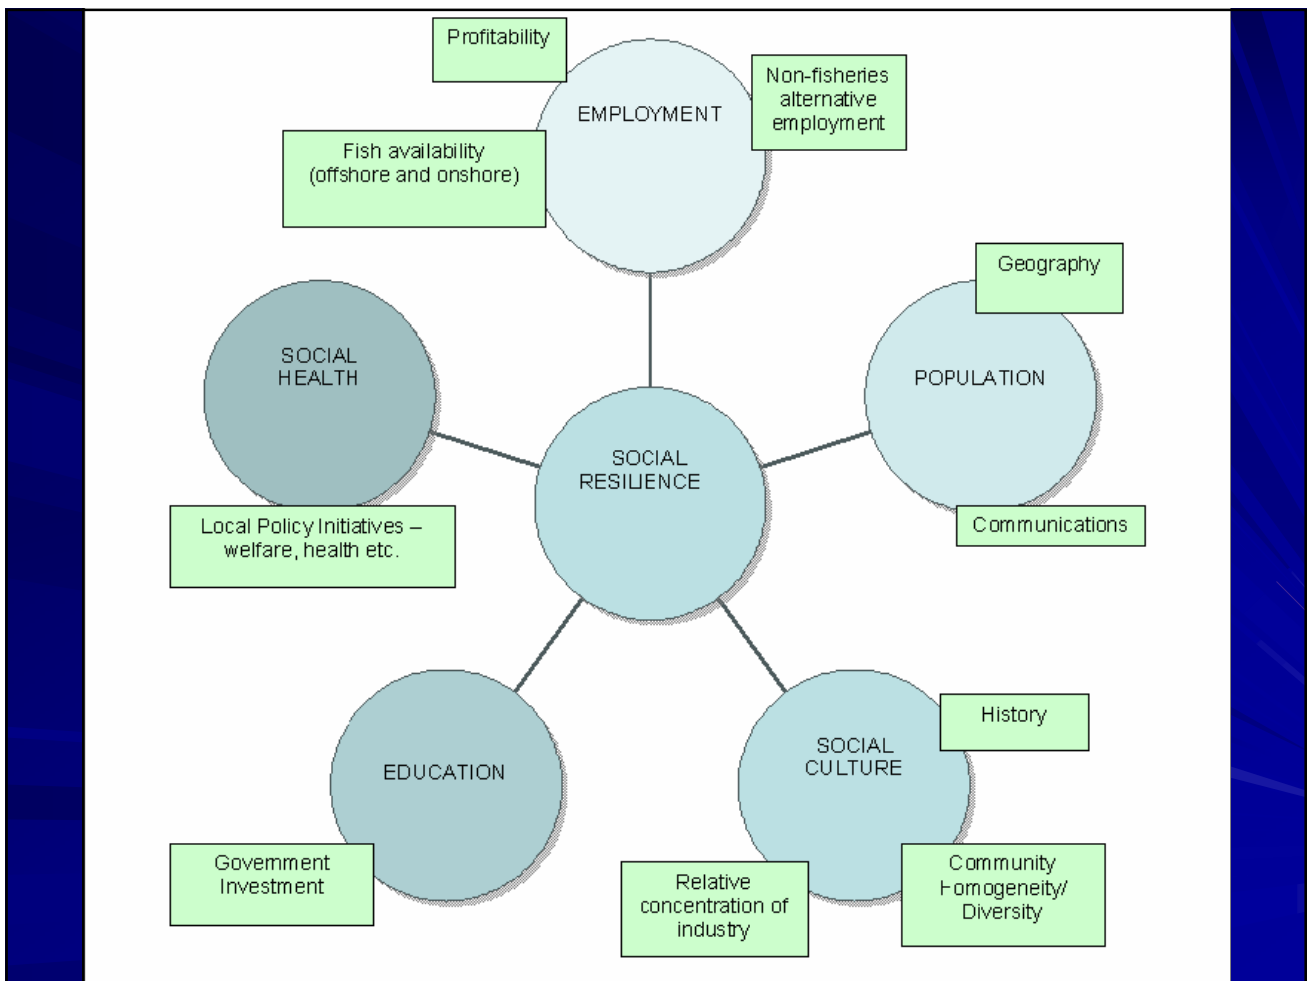 Profitability
EMPLOYMENT
Non-fisheries
alternative
employment
Fish availability
(offshore and onshore)
Geography
POPULATION
Communications
SOCIAL
HEALTH
Local Policy Initiatives –
welfare, health etc.
SOCIAL
RESILIENCE
EDUCATION
Government
Investment
SOCIAL
CULTURE
History
Relative
concentration of
industry
Community
Homogeneity/
Diversity